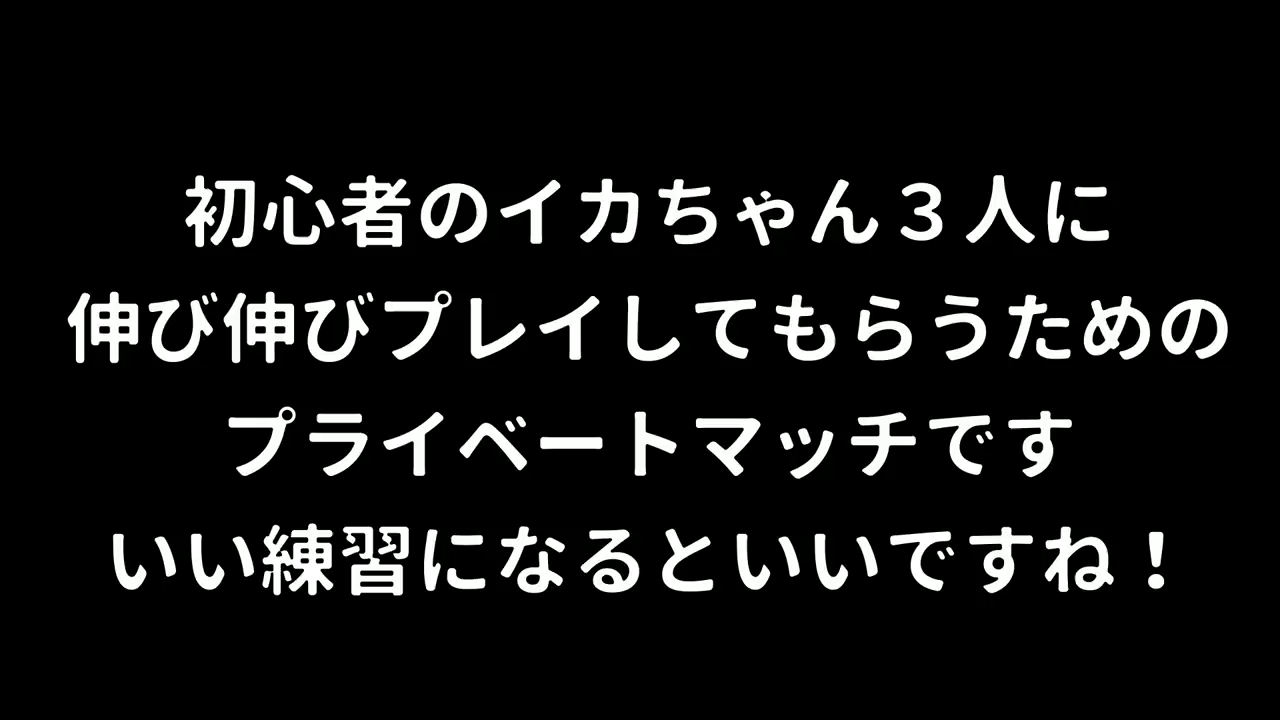 初心者のイカちゃん３人に
伸び伸びプレイしてもらうための
プライベートマッチです
いい練習になるといいですね！